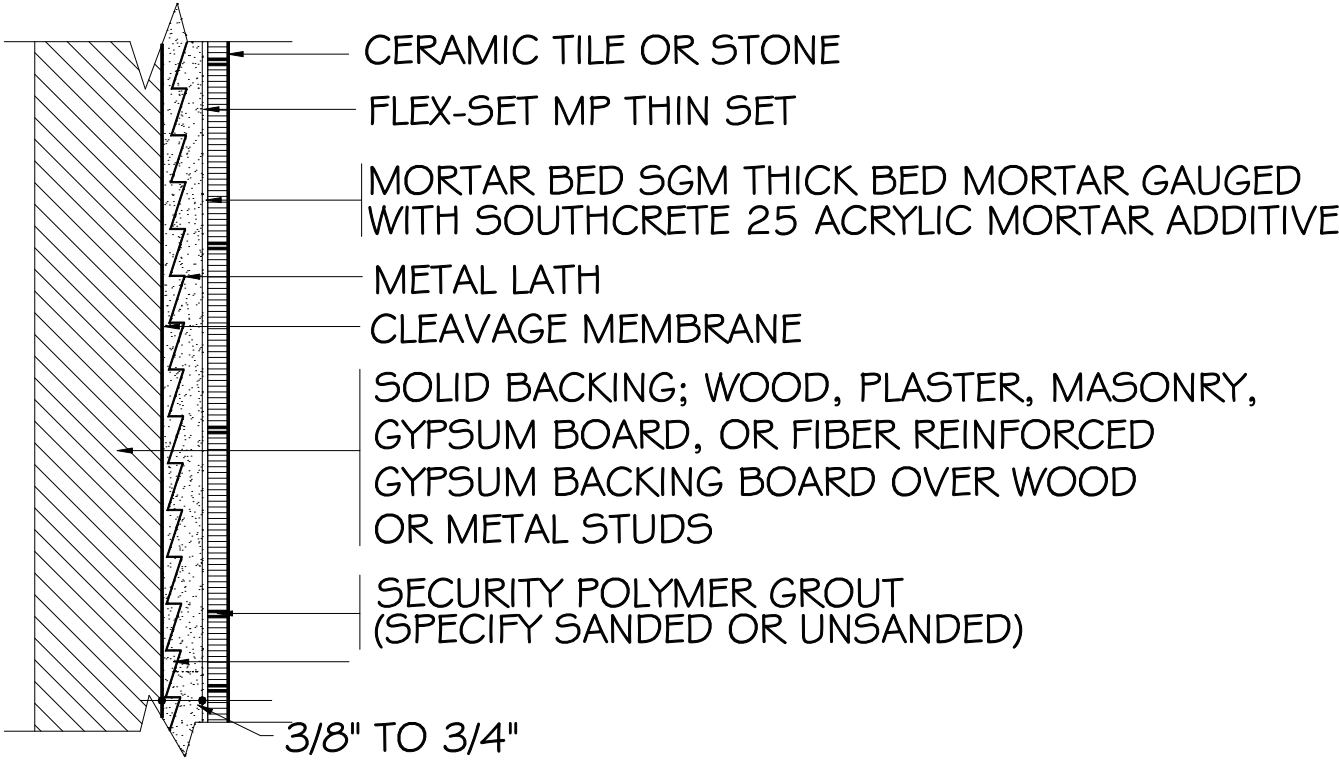 CERAMIC TILE OR STONE
FLEX-SET MP THIN SET
MORTAR BED SGM THICK BED MORTAR GAUGED
WITH SOUTHCRETE 25 ACRYLIC MORTAR ADDITIVE
METAL LATH
CLEAVAGE MEMBRANE
SOLID BACKING; WOOD, PLASTER, MASONRY,
GYPSUM BOARD, OR FIBER REINFORCED
GYPSUM BACKING BOARD OVER WOOD
OR METAL STUDS
SECURITY POLYMER GROUT
(SPECIFY SANDED OR UNSANDED)
3/8" TO 3/4"